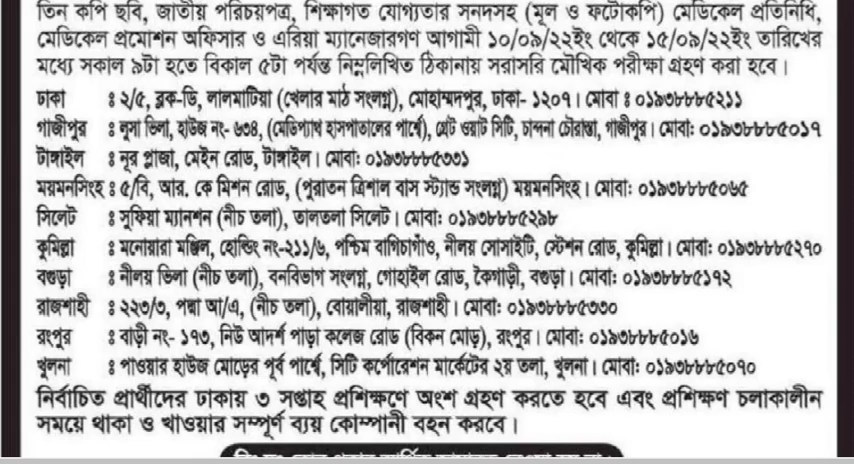 তিন কপি ছবি, জাতীয় পরিচয়পত্র, শিক্ষাগত যোগ্যতার সনদসহ (মূল ও ফটোকপি) মেডিকেল প্রতিনিধি,
মেডিকেল প্রমোশন অফিসার ও এরিয়া ম্যানেজারগণ আগামী ১০/০৯/২২ইং থেকে ১৫/০৯/২২ইং তারিখের
মধ্যে সকাল ৯টা হতে বিকাল ৫টা পর্যন্ত নিম্নলিখিত ঠিকানায় সরাসরি মৌখিক পরীক্ষা গ্রহণ করা হবে।
ঢাকা ঃ ২/৫, ব্লক-ডি, লালমাটিয়া (খেলার মাঠ সংলগ্ন), মোহাম্মদপুর, ঢাকা- ১২০৭। মোবা ঃ ০১৯৩৮৮৮৫২১১
গাজীপুর ঃ লুসা ভিলা, হাউজ নং- ৬৩৪, (মেডিপ্যাথ হাসপাতালের পার্শ্বে), গ্রেট ওয়াট সিটি, চান্দনা চৌরাস্তা, গাজীপুর। মোবা: ০১৯৩৮৮৮৫০১৭
টাঙ্গাইল ঃ নূর প্লাজা, মেইন রোড, টাঙ্গাইল। মোবা: ০১৯৩৮৮৮৫৩৩১
ময়মনসিংহ ঃ ৫/বি, আর. কে মিশন রোড, (পুরাতন ত্রিশাল বাস স্ট্যান্ড সংলগ্ন) ময়মনসিংহ। মোবা: ০১৯৩৮৮৮৫০৬৫
সিলেট ঃ সুফিয়া ম্যানশন (নীচ তলা), তালতলা সিলেট। মোবা: ০১৯৩৮৮৮৫২৯৮
কুমিল্লা ঃ মনোয়ারা মঞ্জিল, হোল্ডিং নং-২১১/৬, পশ্চিম বাগিচাগাঁও, নীলয় সোসাইটি, স্টেশন রোড, কুমিল্লা। মোবা: ০১৯৩৮৮৮৫২৭০
বগুড়া ঃ নীলয় ভিলা (নীচ তলা), বনবিভাগ সংলগ্ন, গোহাইল রোড, কৈগাড়ী, বগুড়া। মোবা: ০১৯৩৮৮৮৫১৭২
রাজশাহী ঃ ২২৩/৩, পদ্মা আ/এ, (নীচ তলা), বোয়ালীয়া, রাজশাহী। মোবা: ০১৯৩৮৮৮৫৩৩০
রংপুর ঃ বাড়ী নং- ১৭৩, নিউ আদর্শ পাড়া কলেজ রোড (বিকন মোড়), রংপুর। মোবা: ০১৯৩৮৮৮৫০১৬
খুলনা ঃ পাওয়ার হাউজ মোড়ের পূর্ব পার্শ্বে, সিটি কর্পোরেশন মার্কেটের ২য় তলা, খুলনা। মোবা: ০১৯৩৮৮৮৫০৭০
নির্বাচিত প্রার্থীদের ঢাকায় ৩ সপ্তাহ প্রশিক্ষণে অংশ গ্রহণ করতে হবে এবং প্রশিক্ষণ চলাকালীন
সময়ে থাকা ও খাওয়ার সম্পূর্ণ ব্যয় কোম্পানী বহন করবে।